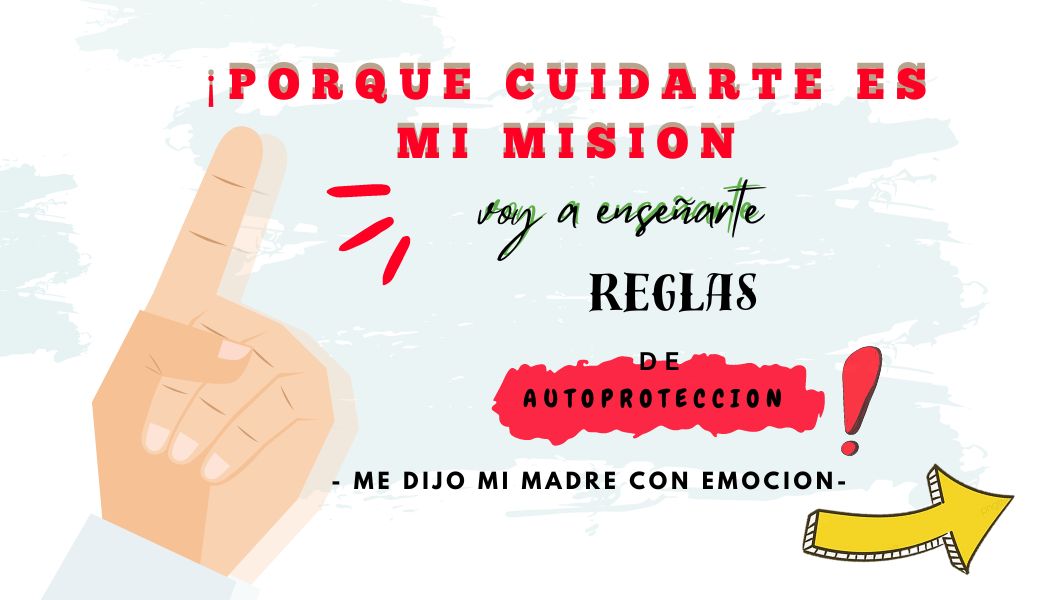 ¡PORQUE CUIDARTE ES
MI MISION
voy a enseñarte
REGLAS
DE
AUTOPROTECCION
- ME DIJO MI MADRE CON EMOCION-